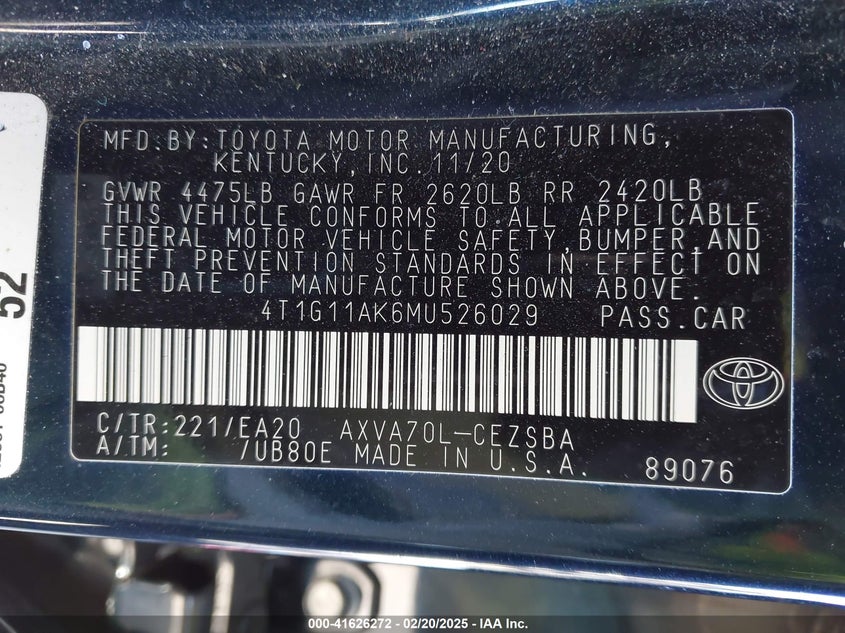 MFD.BY:TOYOTA MOTOR MANUFACTURING,
KENTUCKY,INC.11/20
GVWR 4475LB GAWR FR 2620LB RR 2420LB
THIS VEHICLE CONFORMS TO ALL APPLICABLE
FEDERAL MOTOR VEHICLE SAFETY,BUMPER,AND
THEFT PREVENTION STANDARDS IN EFFECT ON
THE DATE OF MANUFACTURE SHOWN ABOVE.
4T1G11AK6MU526029 PASS.CAR
C/TR:221/EA20 AXVA70L-CEZSBA
A/TM: /UB80E MADE IN U.S.A. 89076
52
000-41626272 — 02/20/2025 — IAA Inc.